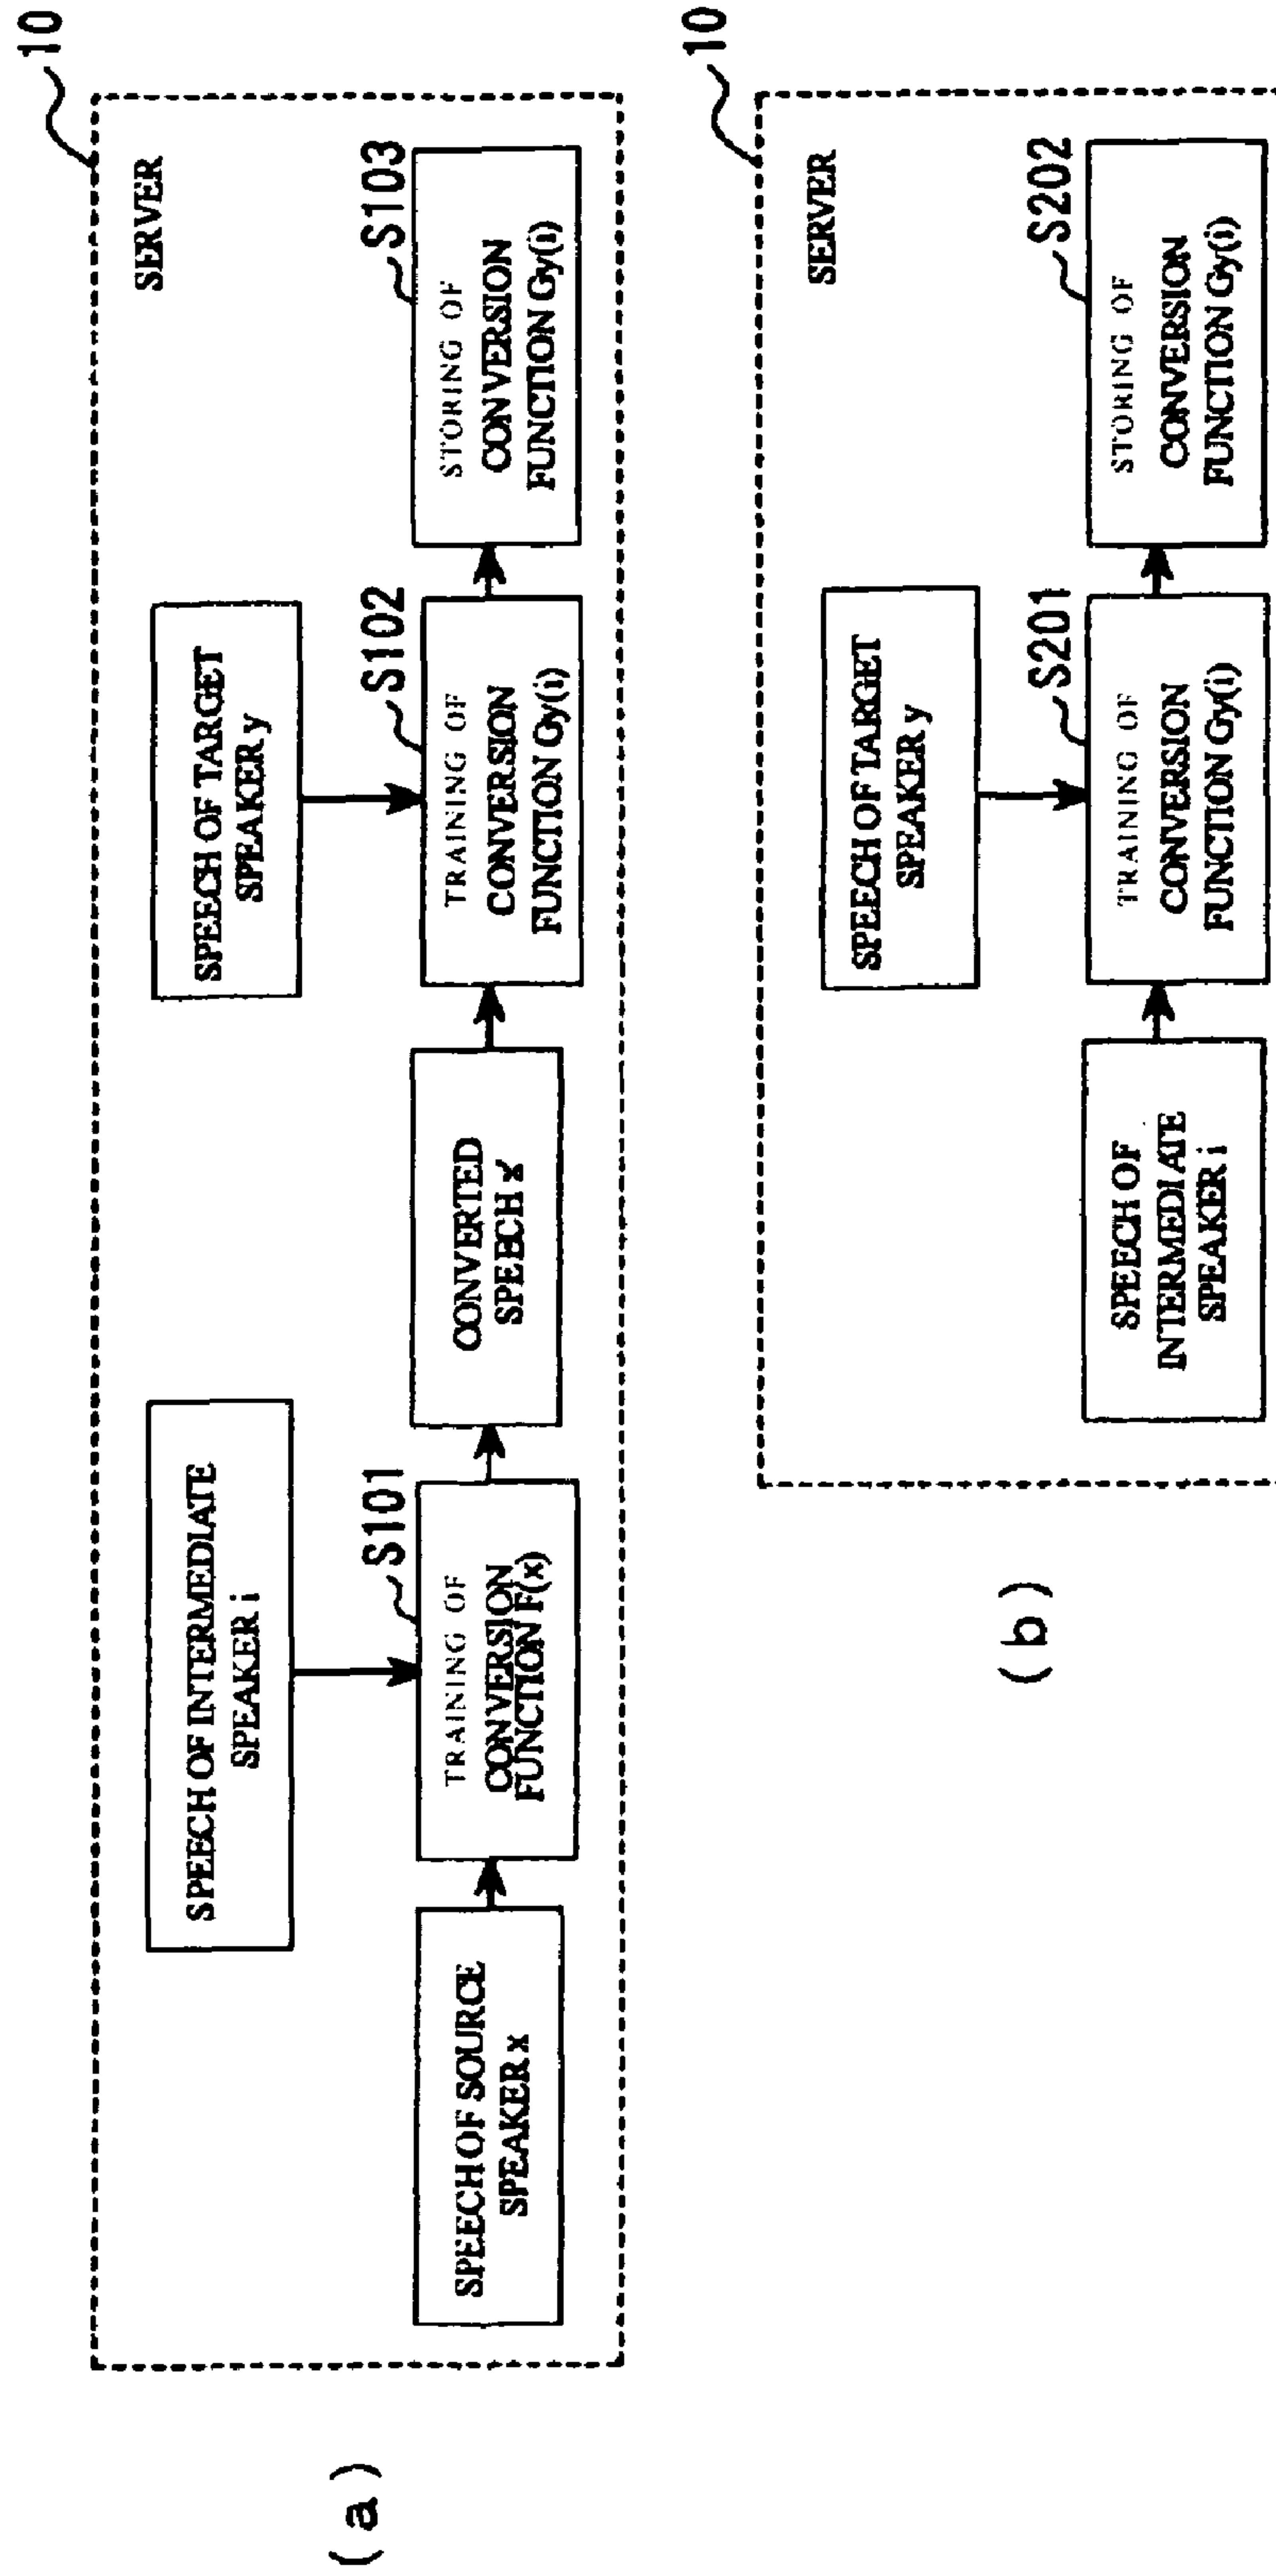 (a)
10
SERVER
SPEECH OF INTERMEDIATE
SPEAKER i
SPEECH OF TARGET
SPEAKER y
SPEECH OF SOURCE
SPEAKER x
S101
TRAINING OF
CONVERSION
FUNCTION F(x)
CONVERTED
SPEECH x'
S102
TRAINING OF
CONVERSION
FUNCTION Gy(i)
S103
STORING OF
CONVERSION
FUNCTION Gy(i)
(b)
10
SERVER
SPEECH OF TARGET
SPEAKER y
SPEECH OF
INTERMEDIATE
SPEAKER i
S201
TRAINING OF
CONVERSION
FUNCTION Gy(i)
S202
STORING OF
CONVERSION
FUNCTION Gy(i)